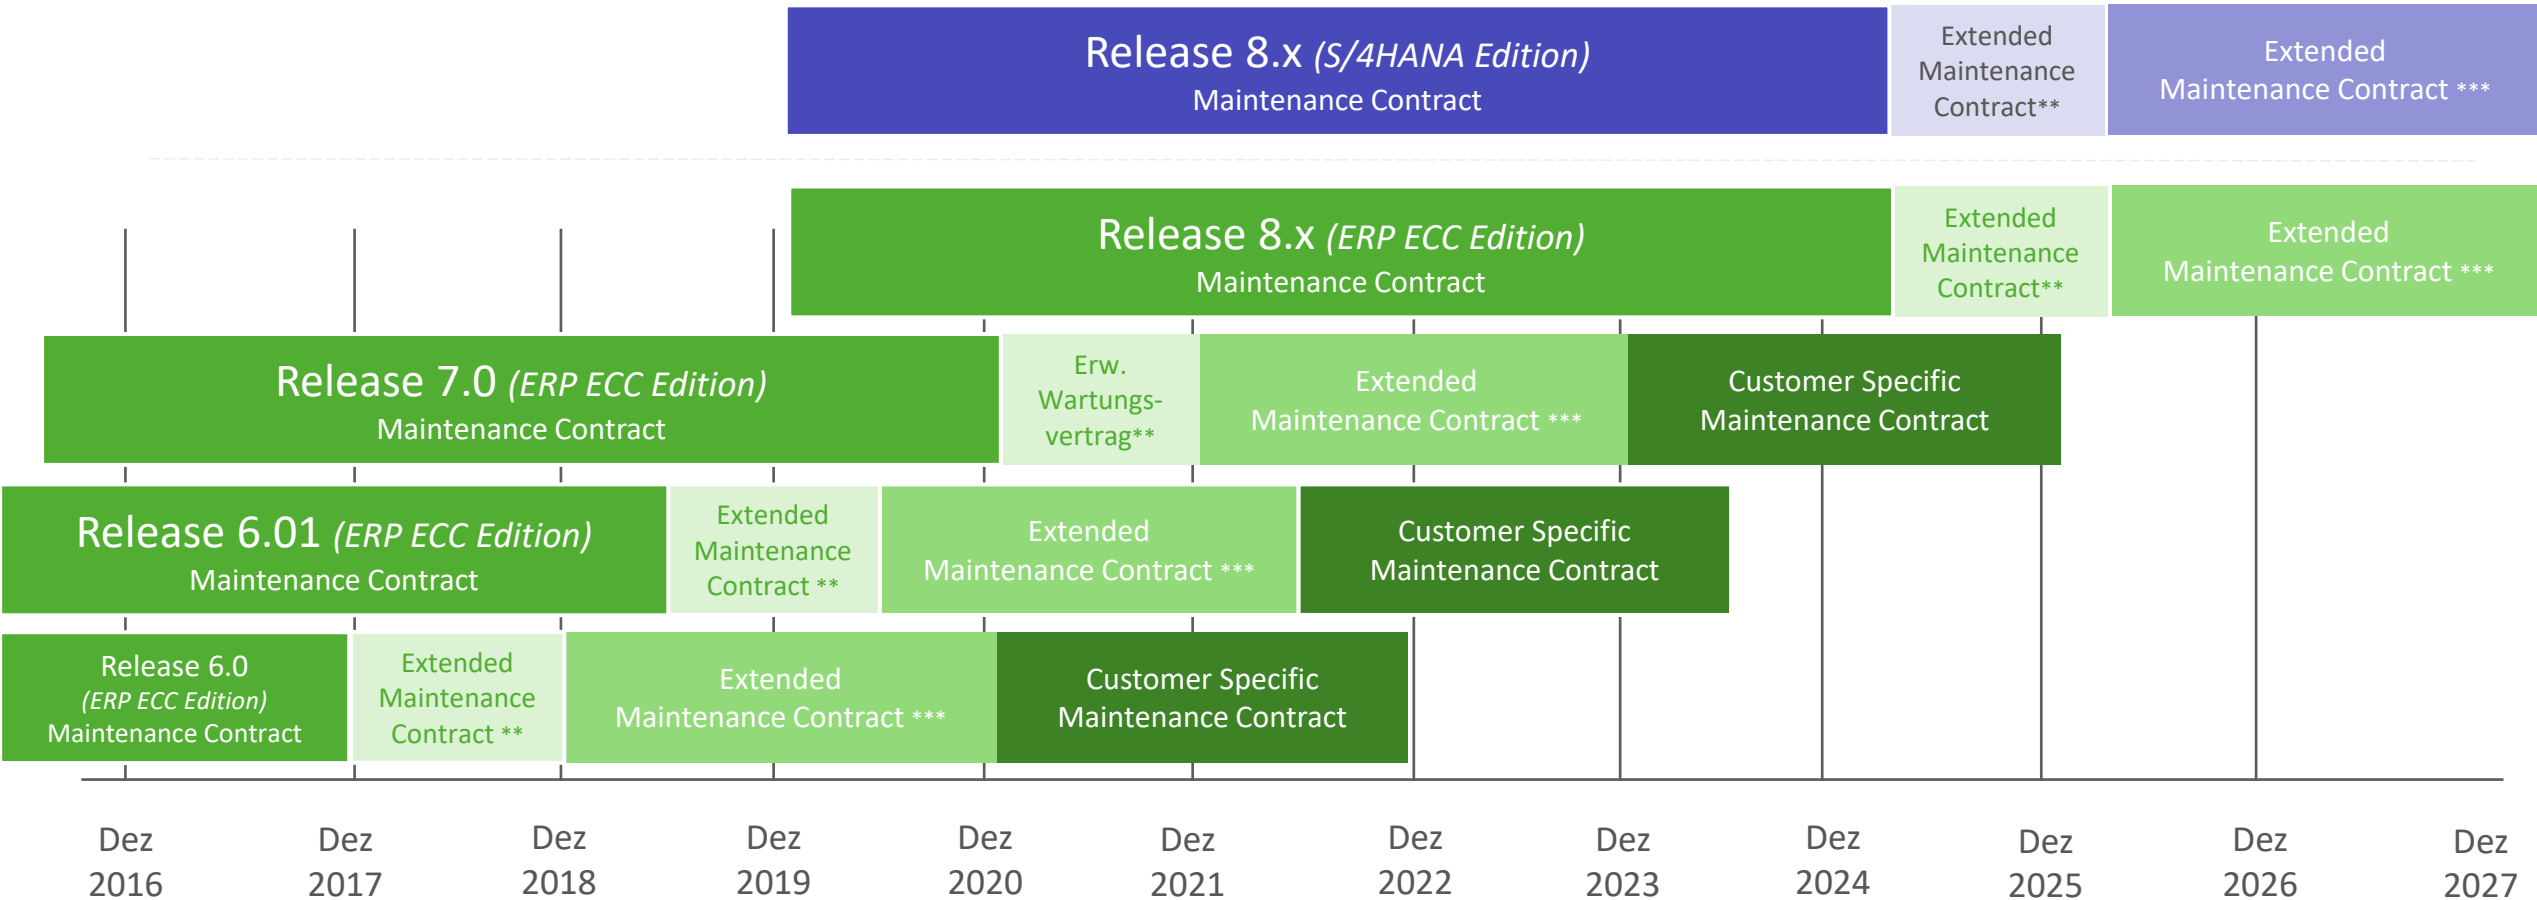 Release 8.x (S/4HANA Edition)
Maintenance Contract
Extended
Maintenance
Contract**
Extended
Maintenance Contract ***
Release 8.x (ERP ECC Edition)
Maintenance Contract
Extended
Maintenance
Contract**
Extended
Maintenance Contract ***
Release 7.0 (ERP ECC Edition)
Maintenance Contract
Erw.
Wartungs-
vertrag**
Extended
Maintenance Contract ***
Customer Specific
Maintenance Contract
Release 6.01 (ERP ECC Edition)
Maintenance Contract
Extended
Maintenance
Contract **
Extended
Maintenance Contract ***
Customer Specific
Maintenance Contract
Release 6.0
(ERP ECC Edition)
Maintenance Contract
Extended
Maintenance
Contract **
Extended
Maintenance Contract ***
Customer Specific
Maintenance Contract
Dez
2016
Dez
2017
Dez
2018
Dez
2019
Dez
2020
Dez
2021
Dez
2022
Dez
2023
Dez
2024
Dez
2025
Dez
2026
Dez
2027